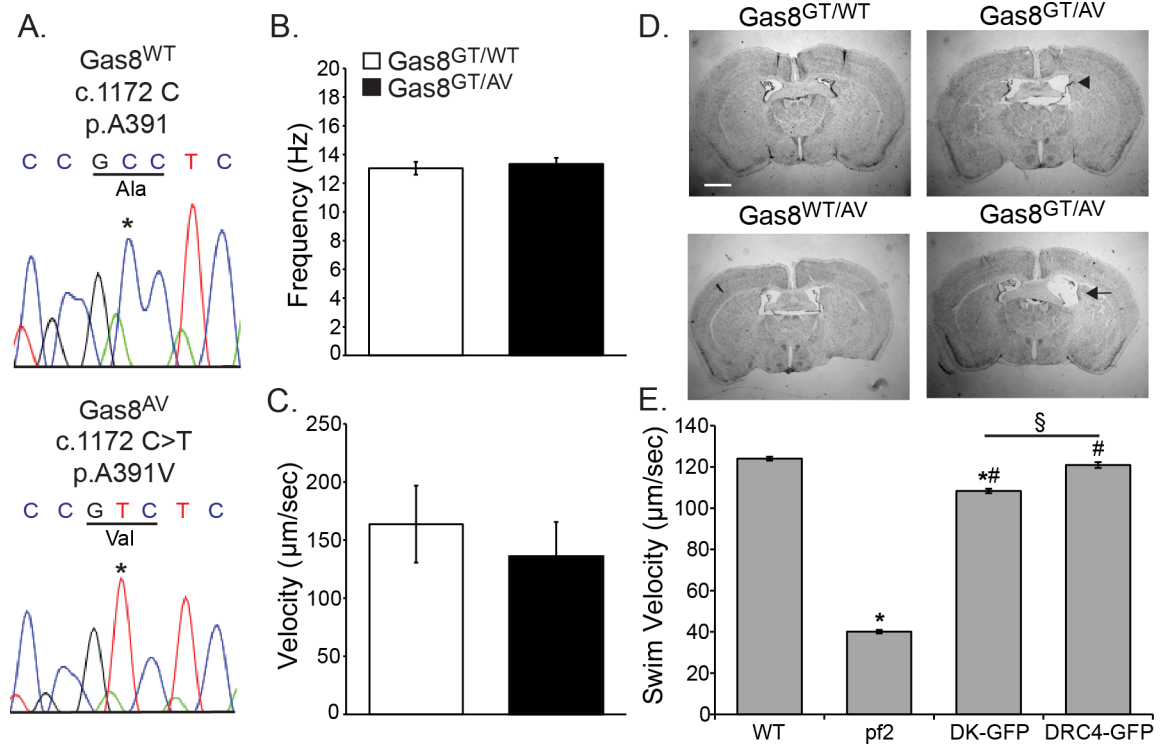 A.
Gas8WT
c.1172 C
p.A391
C C G C C T C
Ala
*
Gas8AV
c.1172 C>T
p.A391V
C C G T C T C
Val
*
B.
Gas8GT/WT
Gas8GT/AV
Frequency (Hz)
20
18
16
14
12
10
8
6
4
2
0
C.
Velocity (µm/sec)
250
200
150
100
50
0
D.
Gas8GT/WT
Gas8GT/AV
Gas8WT/AV
Gas8GT/AV
E.
Swim Velocity (µm/sec)
140
120
100
80
60
40
20
0
*
*#
§
#
WT
pf2
DK-GFP
DRC4-GFP